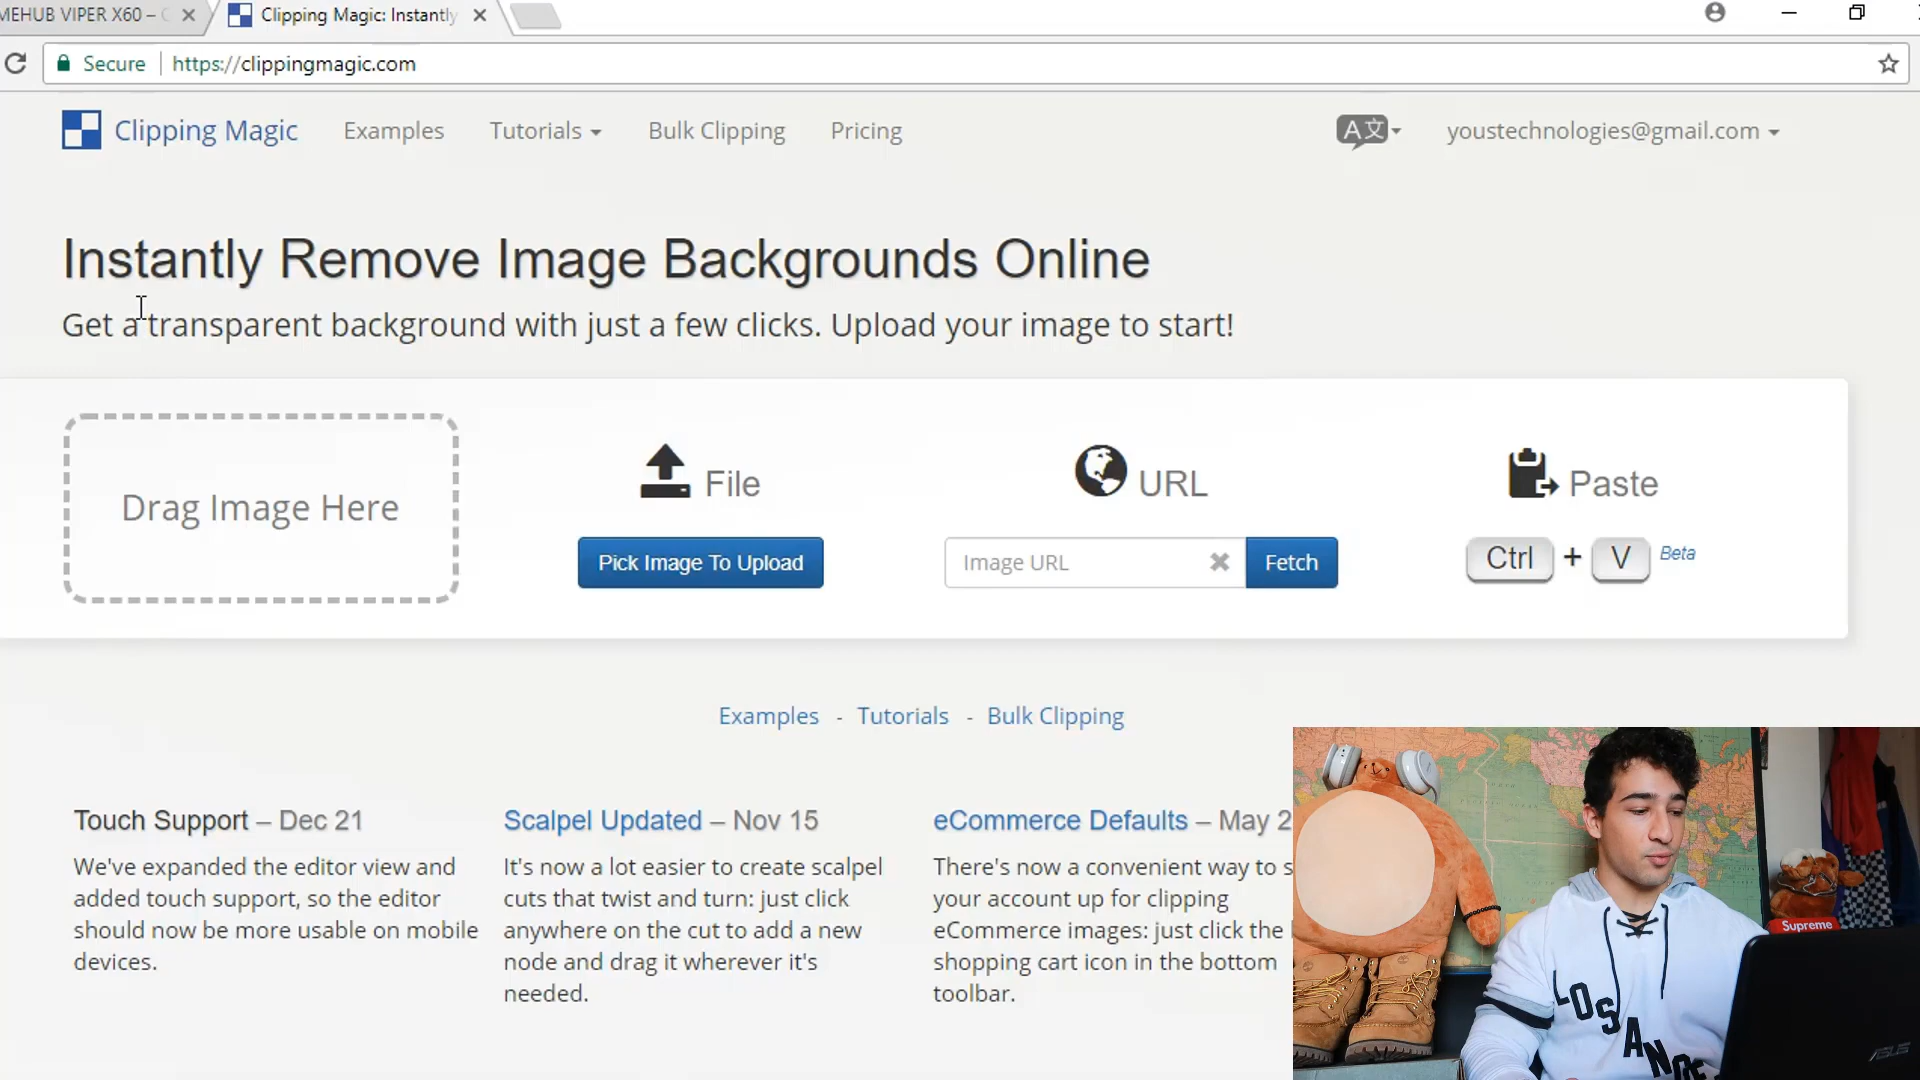 MEHUB VIPER X60 –
Clipping Magic: Instantly
Secure
https://clippingmagic.com
Clipping Magic
Examples
Tutorials
Bulk Clipping
Pricing
A文
youstechnologies@gmail.com
Instantly Remove Image Backgrounds Online
Get a transparent background with just a few clicks. Upload your image to start!
Drag Image Here
File
Pick Image To Upload
URL
Image URL
Fetch
Paste
Ctrl + V Beta
Examples - Tutorials - Bulk Clipping
Touch Support – Dec 21
We've expanded the editor view and
added touch support, so the editor
should now be more usable on mobile
devices.
Scalpel Updated – Nov 15
It's now a lot easier to create scalpel
cuts that twist and turn: just click
anywhere on the cut to add a new
node and drag it wherever it's
needed.
eCommerce Defaults – May 2
There's now a convenient way to s
your account up for clipping
eCommerce images: just click the
shopping cart icon in the bottom
toolbar.
Supreme
LOS
ANGE
ASUS